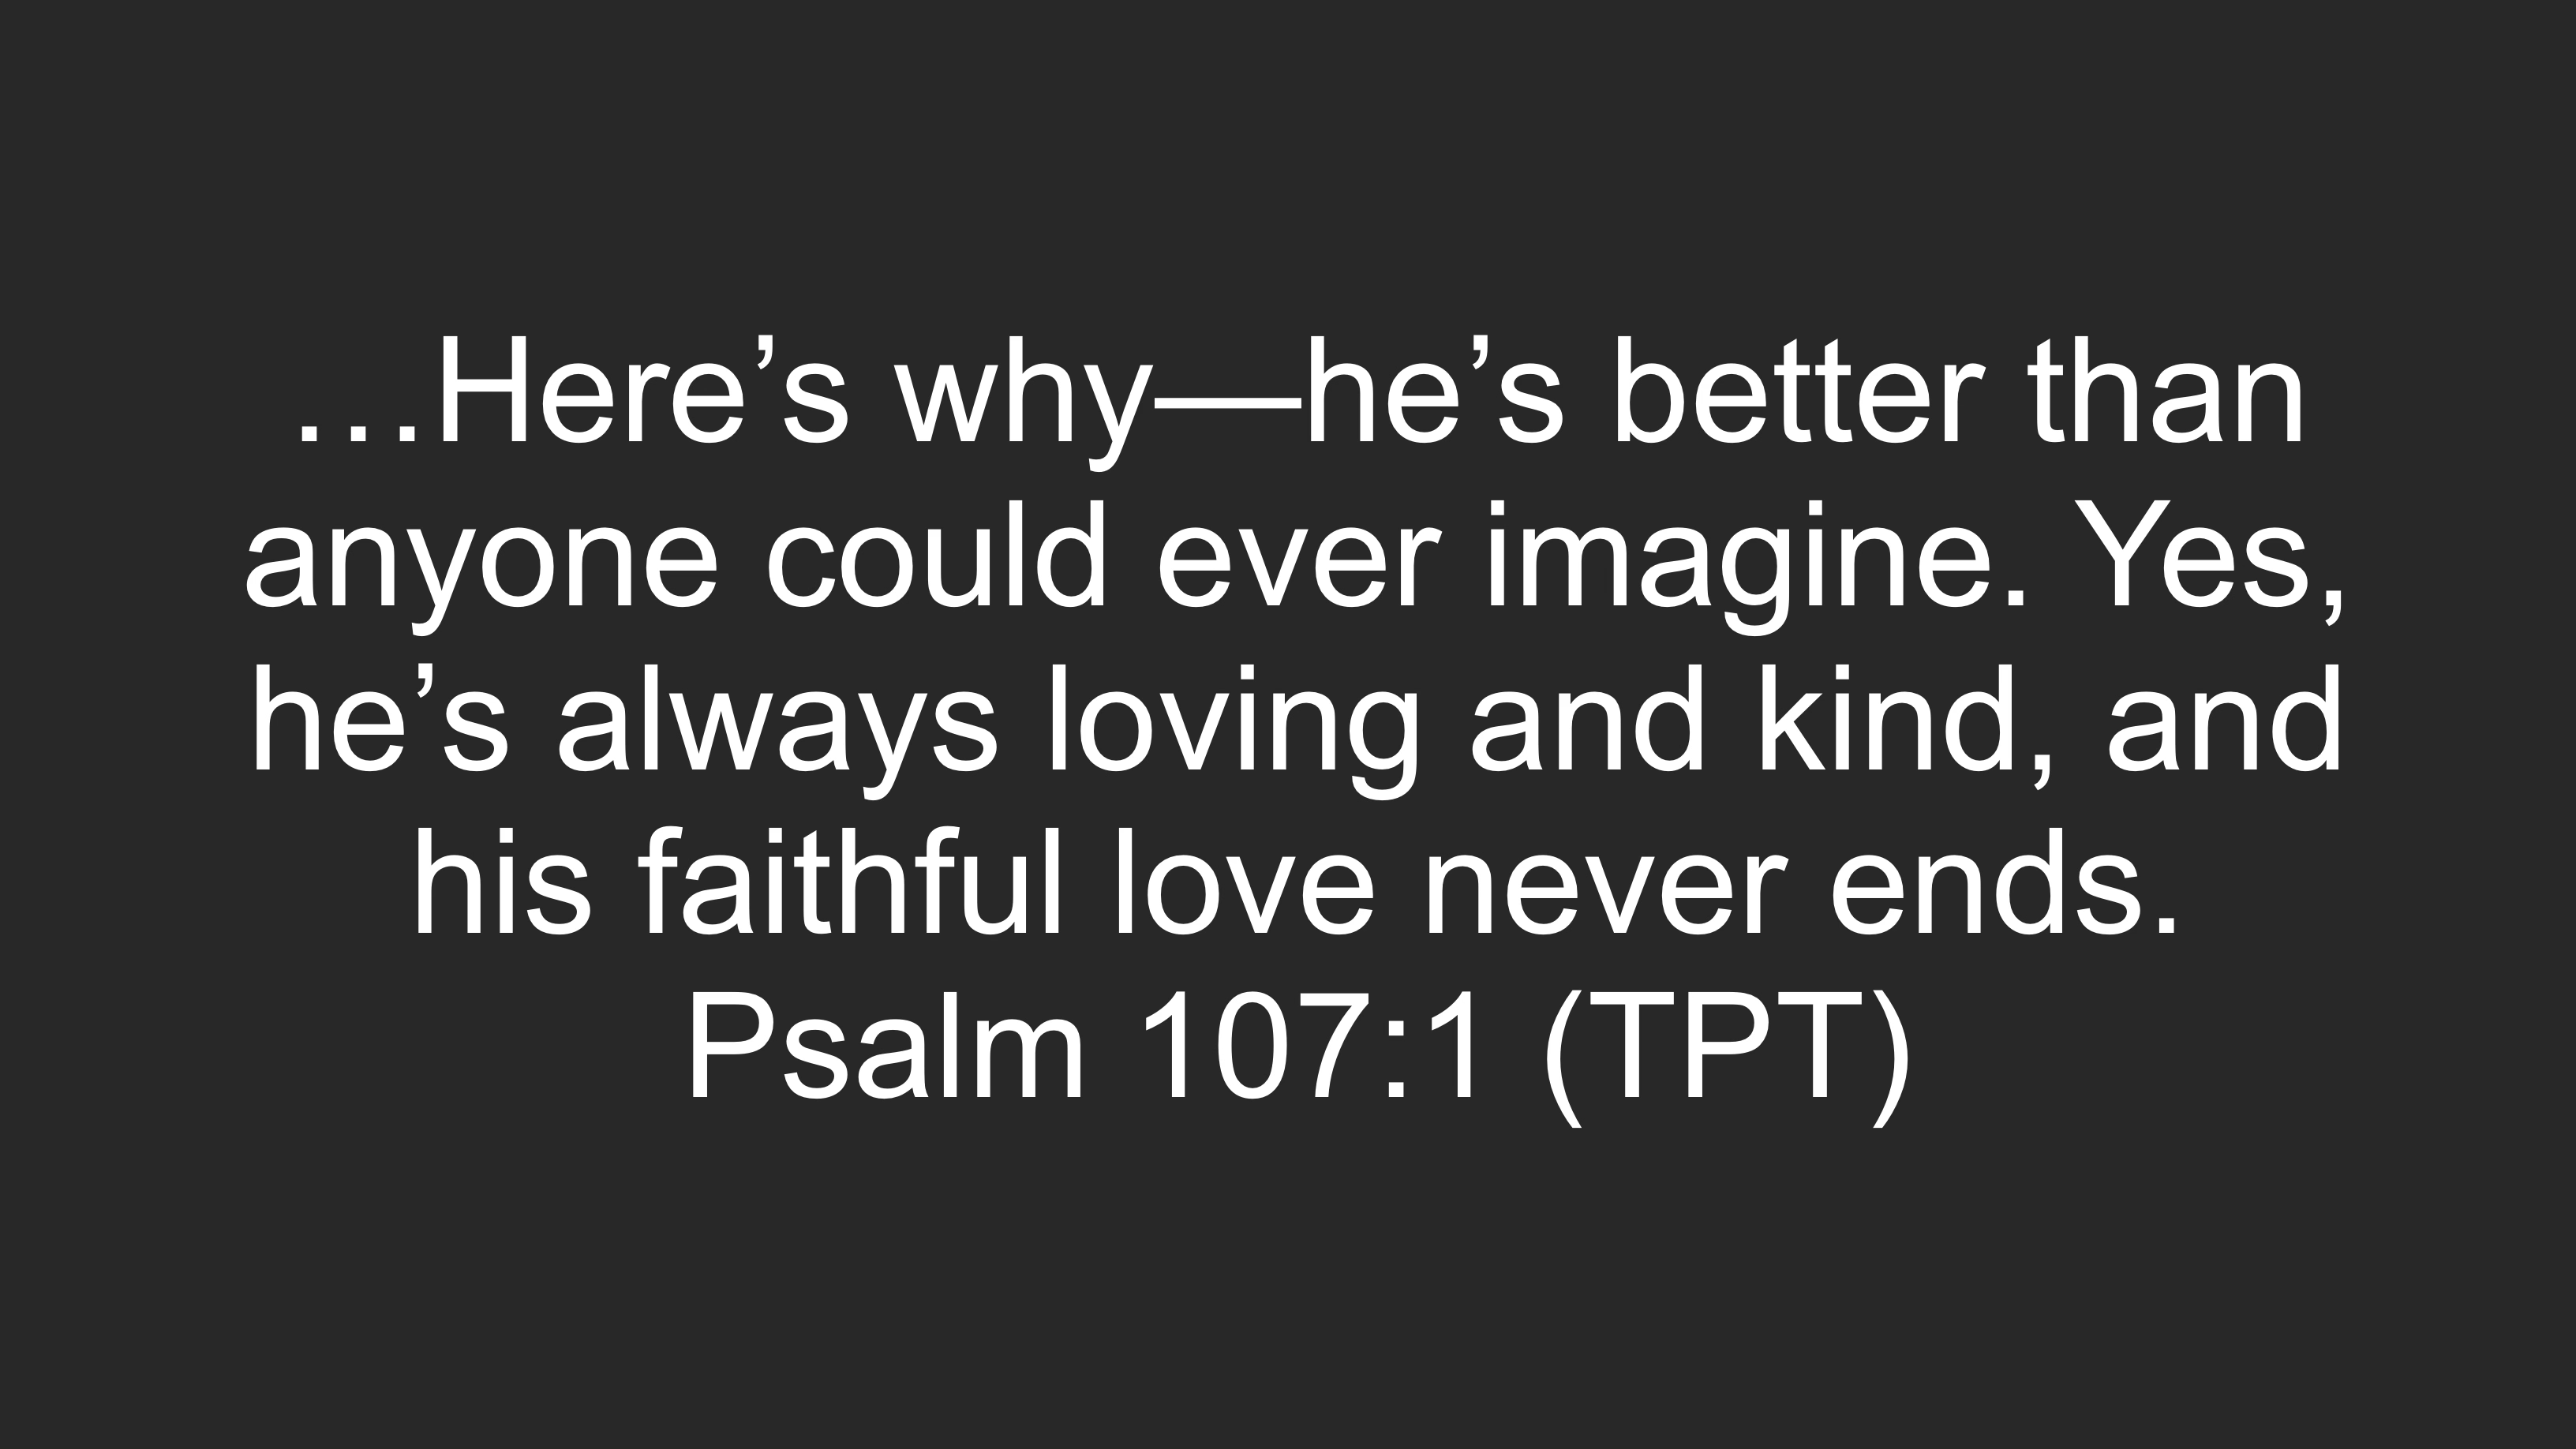 …Here’s why—he’s better than
anyone could ever imagine. Yes,
he’s always loving and kind, and
his faithful love never ends.
Psalm 107:1 (TPT)